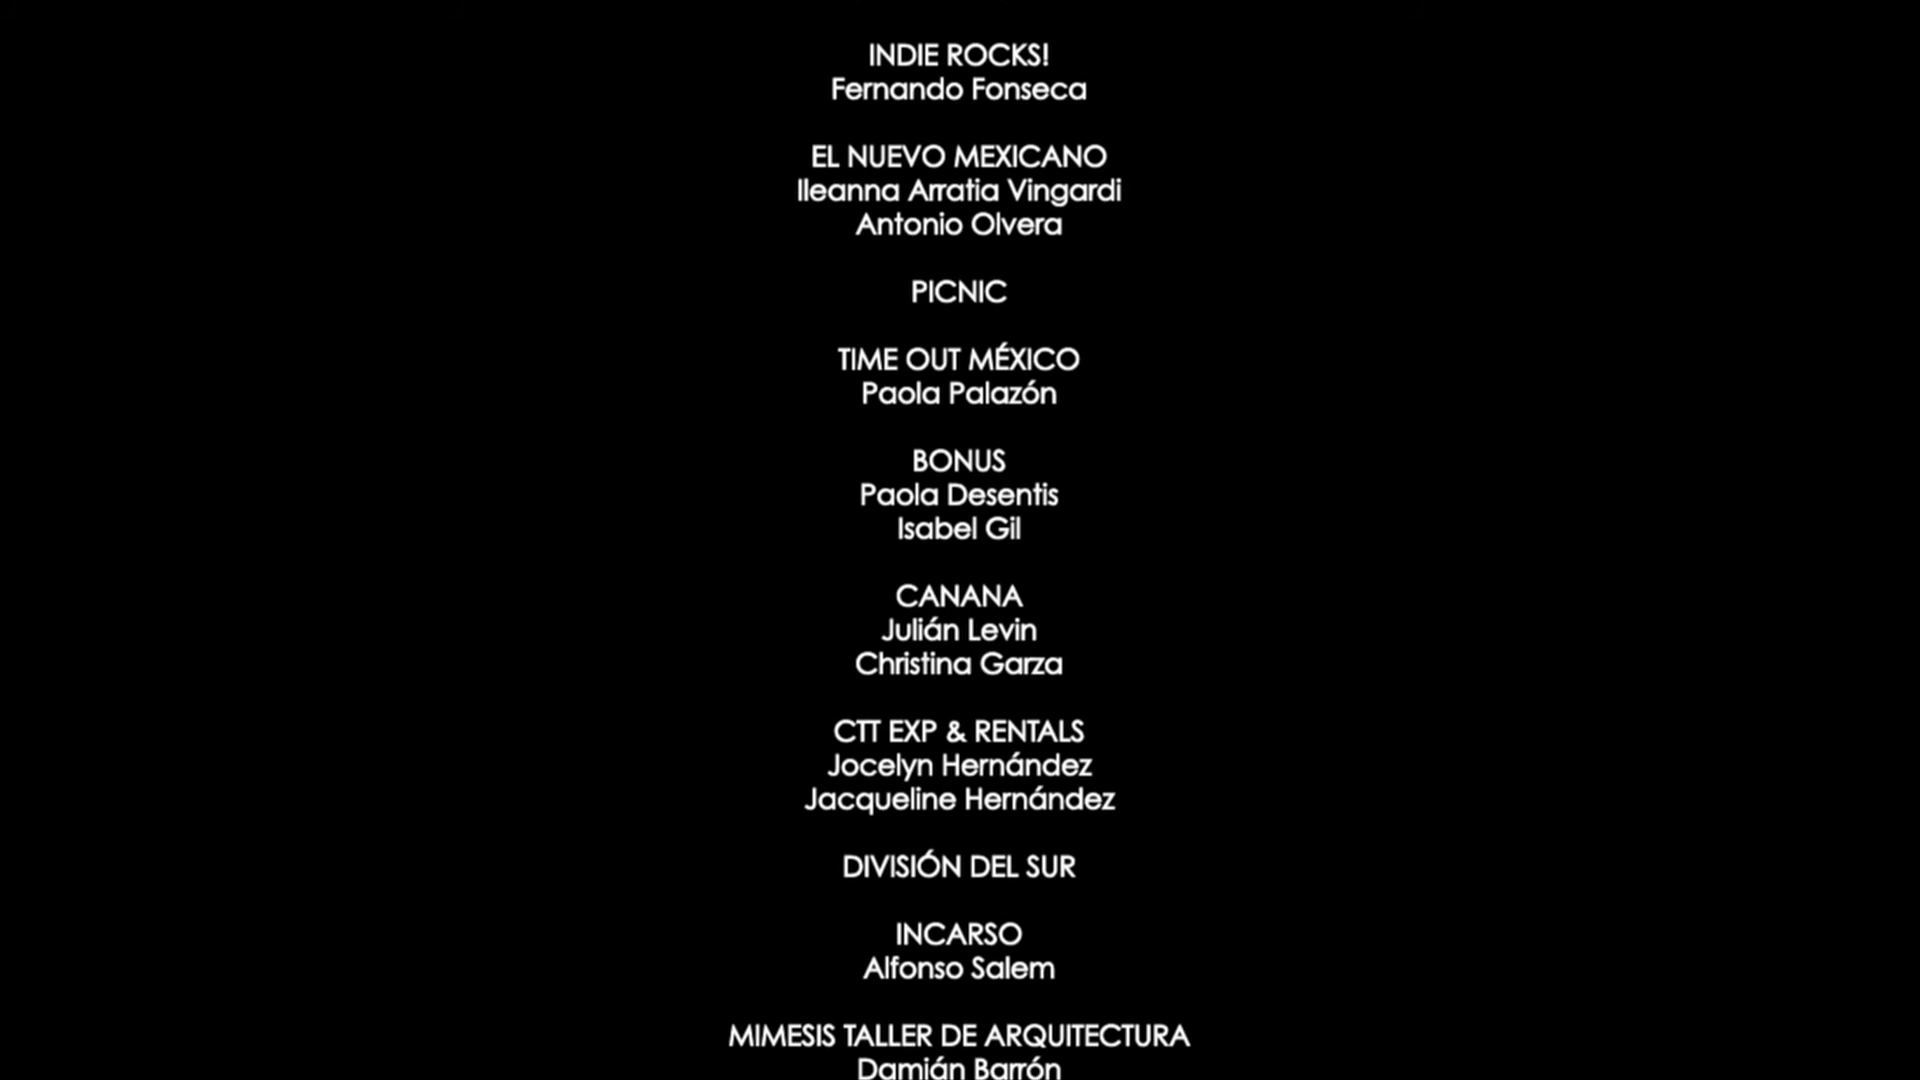 INDIE ROCKS!
Fernando Fonseca
EL NUEVO MEXICANO
Ileanna Arratia Vingardi
Antonio Olvera
PICNIC
TIME OUT MÉXICO
Paola Palazón
BONUS
Paola Desentis
Isabel Gil
CANANA
Julián Levin
Christina Garza
CTT EXP & RENTALS
Jocelyn Hernández
Jacqueline Hernández
DIVISIÓN DEL SUR
INCARSO
Alfonso Salem
MIMESIS TALLER DE ARQUITECTURA
Damián Barrón